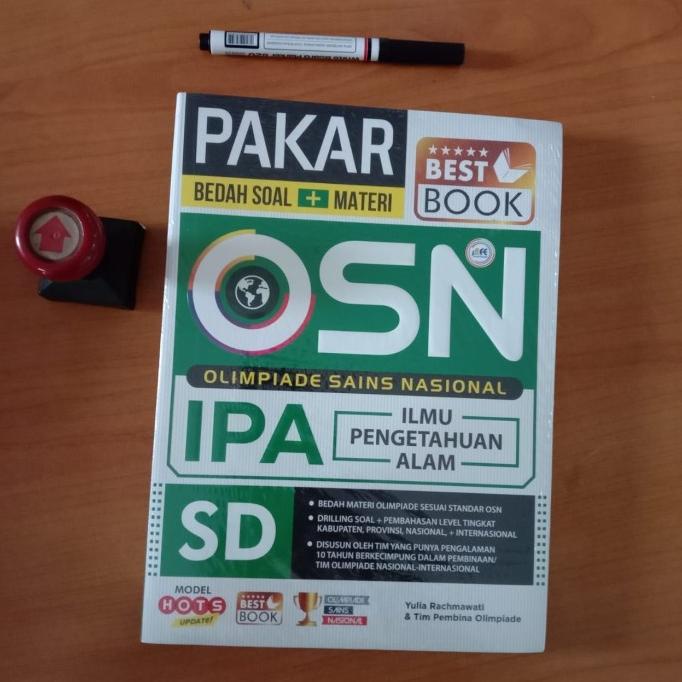 PAKAR
BEDAH SOAL + MATERI
BEST
BOOK
OSN
OLIMPIADE SAINS NASIONAL
IPA
ILMU
PENGETAHUAN
ALAM
SD
BEDAH MATERI OLIMPIADE SESUAI STANDAR OSN
DRILLING SOAL + PEMBAHASAN LEVEL TINGKAT
KABUPATEN, PROVINSI, NASIONAL, + INTERNASIONAL
DISUSUN OLEH TIM YANG PUNYA PENGALAMAN
10 TAHUN BERKECIMPUNG DALAM PEMBINAAN/
TIM OLIMPIADE NASIONAL-INTERNASIONAL
MODEL
HOTS
UPDATE!
BEST
BOOK
OLIMPIADE
SAINS
NASIONAL
Yulia Rachmawati
& Tim Pembina Olimpiade